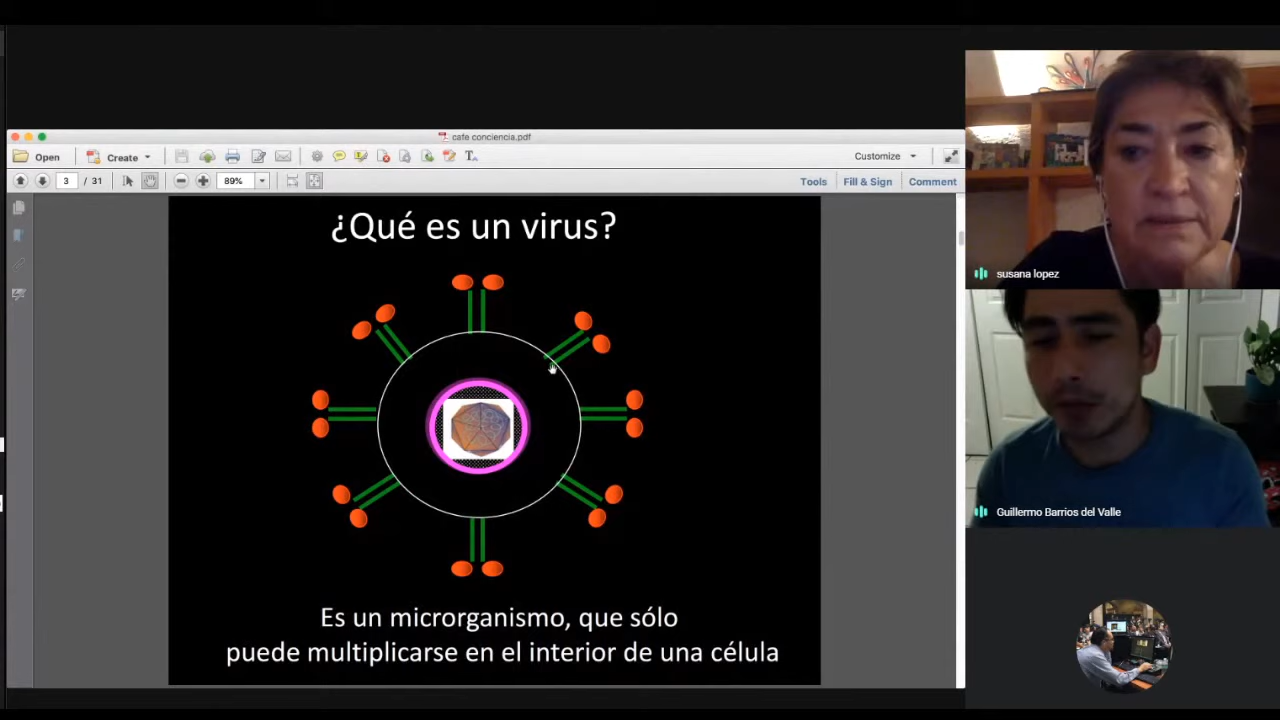 cafe conciencia.pdf
Open
Create
Customize
3 / 31
89%
Tools
Fill & Sign
Comment
¿Qué es un virus?
Es un microrganismo, que sólo
puede multiplicarse en el interior de una célula
susana lopez
Guillermo Barrios del Valle